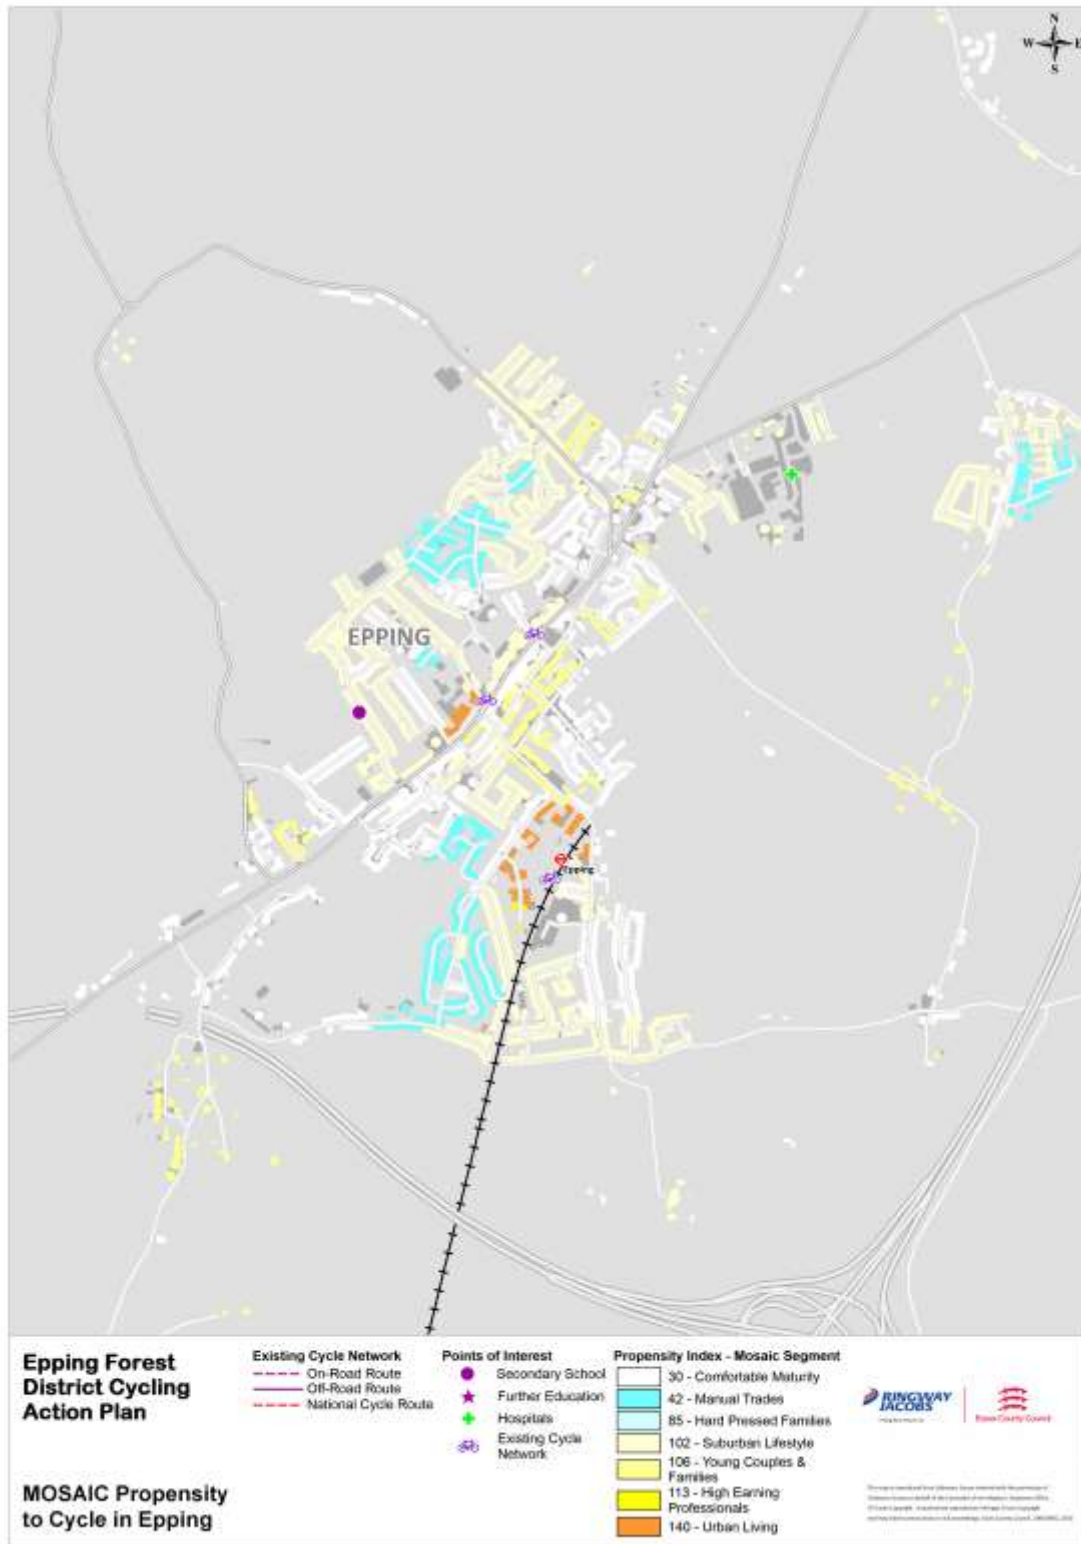 N
W E
S
EPPING
Epping
Epping Forest
District Cycling
Action Plan
MOSAIC Propensity
to Cycle in Epping
Existing Cycle Network
On-Road Route
Off-Road Route
National Cycle Route
Points of Interest
Secondary School
Further Education
Hospitals
Existing Cycle
Network
Propensity Index - Mosaic Segment
30 - Comfortable Maturity
42 - Manual Trades
85 - Hard Pressed Families
102 - Suburban Lifestyle
106 - Young Couples &
Families
113 - High Earning
Professionals
140 - Urban Living
RINGWAY
JACOBS
Essex County Council